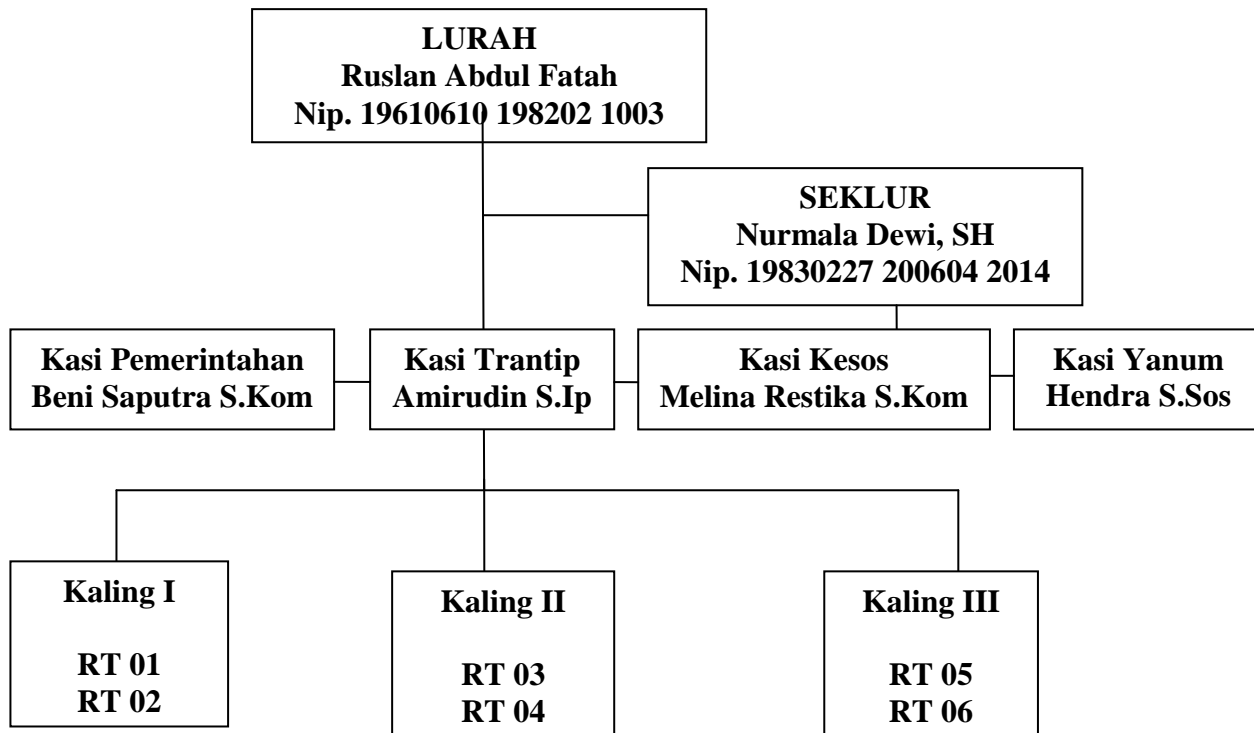 LURAH
Ruslan Abdul Fatah
Nip. 19610610 198202 1003
SEKLUR
Nurmala Dewi, SH
Nip. 19830227 200604 2014
Kasi Pemerintahan
Beni Saputra S.Kom
Kasi Trantip
Amirudin S.Ip
Kasi Kesos
Melina Restika S.Kom
Kasi Yanum
Hendra S.Sos
Kaling I
RT 01
RT 02
Kaling II
RT 03
RT 04
Kaling III
RT 05
RT 06